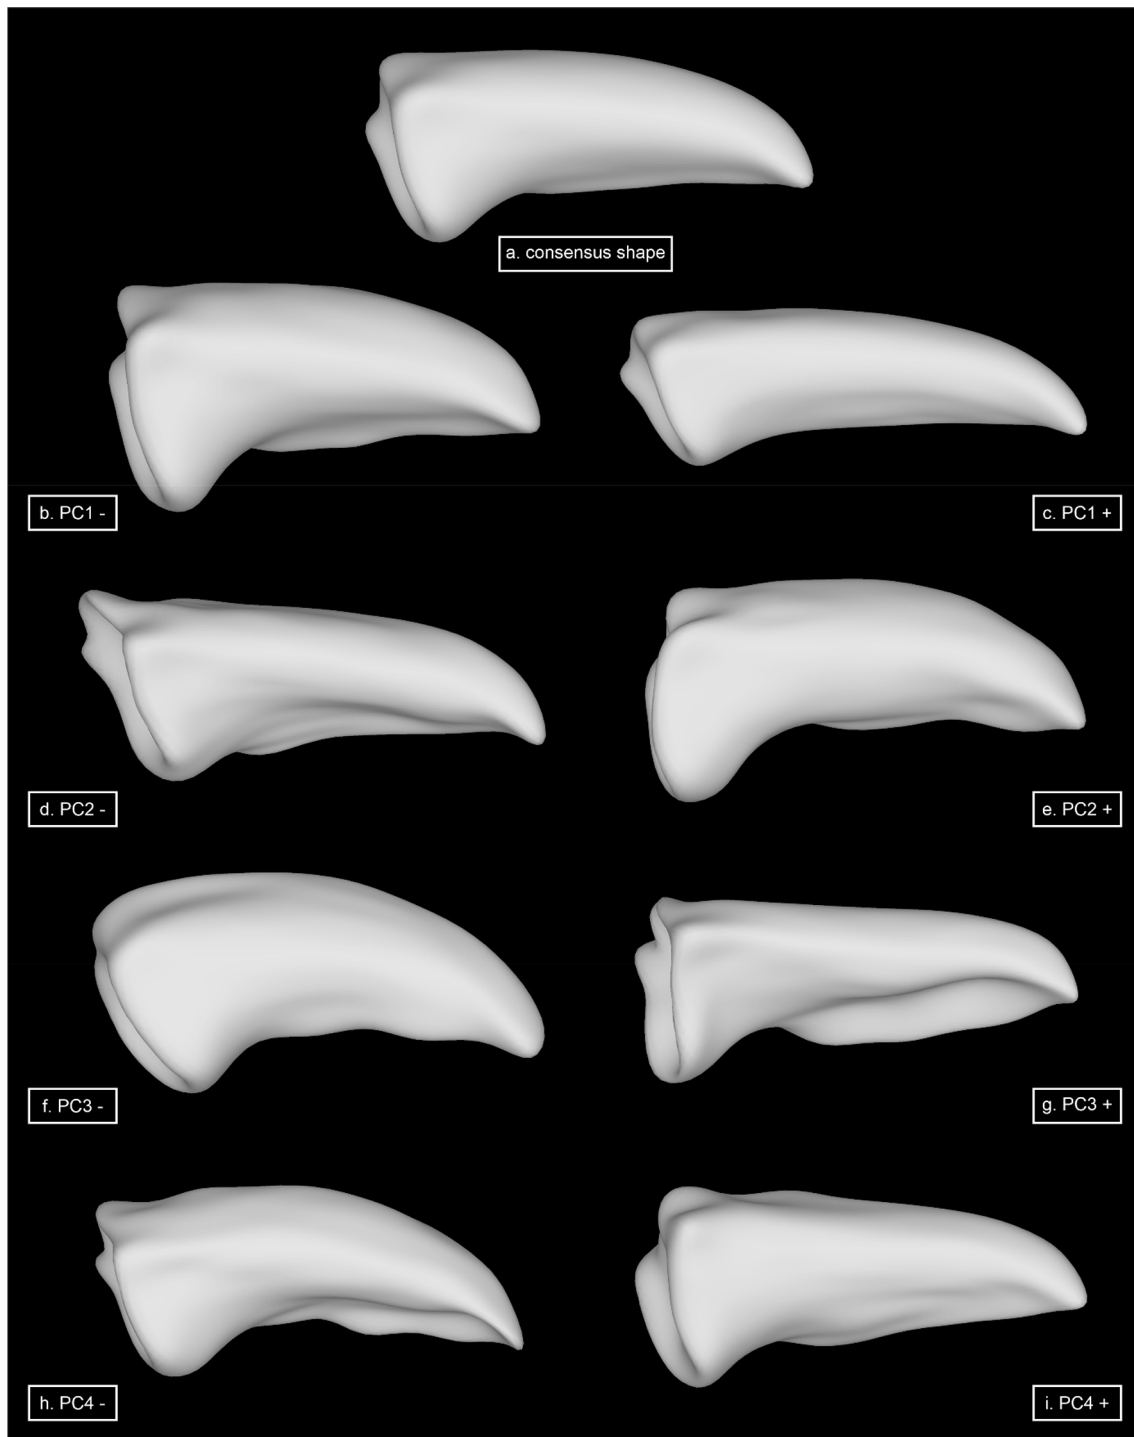 a. consensus shape
b. PC1 -
c. PC1 +
d. PC2 -
e. PC2 +
f. PC3 -
g. PC3 +
h. PC4 -
i. PC4 +